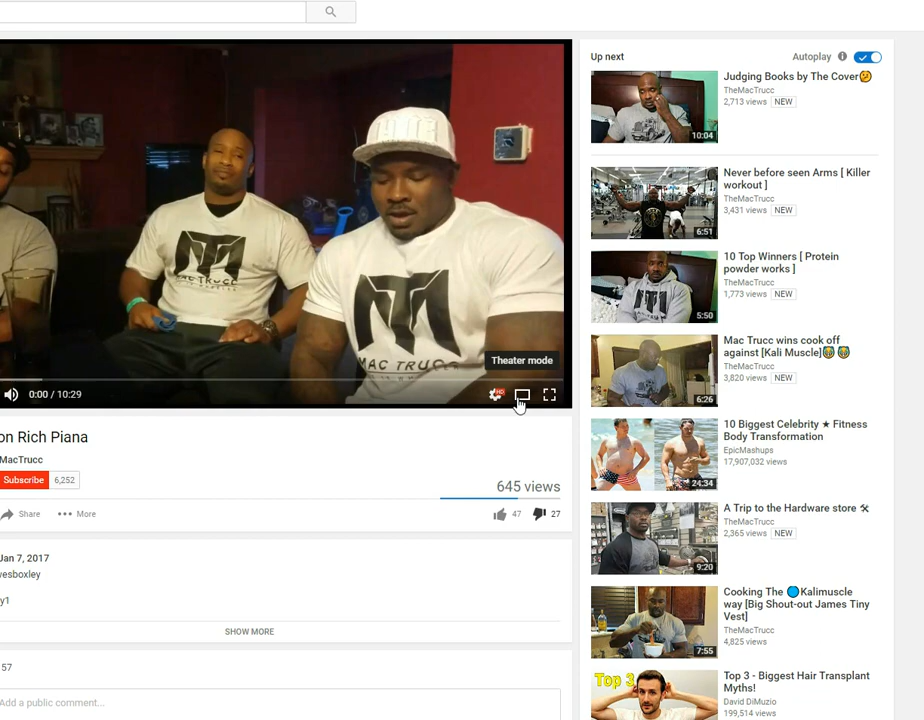 MAC TRUCC
MAC TRUCC
Theater mode
0:00 / 10:29
HD
on Rich Piana
MacTrucc
Subscribe 6,252
645 views
Share
••• More
47
27
Jan 7, 2017
wesboxley
y1
SHOW MORE
57
Add a public comment...
Up next
Autoplay
10:04
Judging Books by The Cover😕
TheMacTrucc
2,713 views NEW
6:51
Never before seen Arms [ Killer
workout ]
TheMacTrucc
3,431 views NEW
5:50
10 Top Winners [ Protein
powder works ]
TheMacTrucc
1,773 views NEW
6:26
Mac Trucc wins cook off
against [Kali Muscle]😹😹
TheMacTrucc
3,820 views NEW
24:34
10 Biggest Celebrity ★ Fitness
Body Transformation
EpicMashups
17,907,032 views
9:20
A Trip to the Hardware store 🛠
TheMacTrucc
2,365 views NEW
7:55
Cooking The 🔵Kalimuscle
way [Big Shout-out James Tiny
Vest]
TheMacTrucc
4,825 views
Top 3
Top 3 - Biggest Hair Transplant
Myths!
David DiMuzio
199,514 views